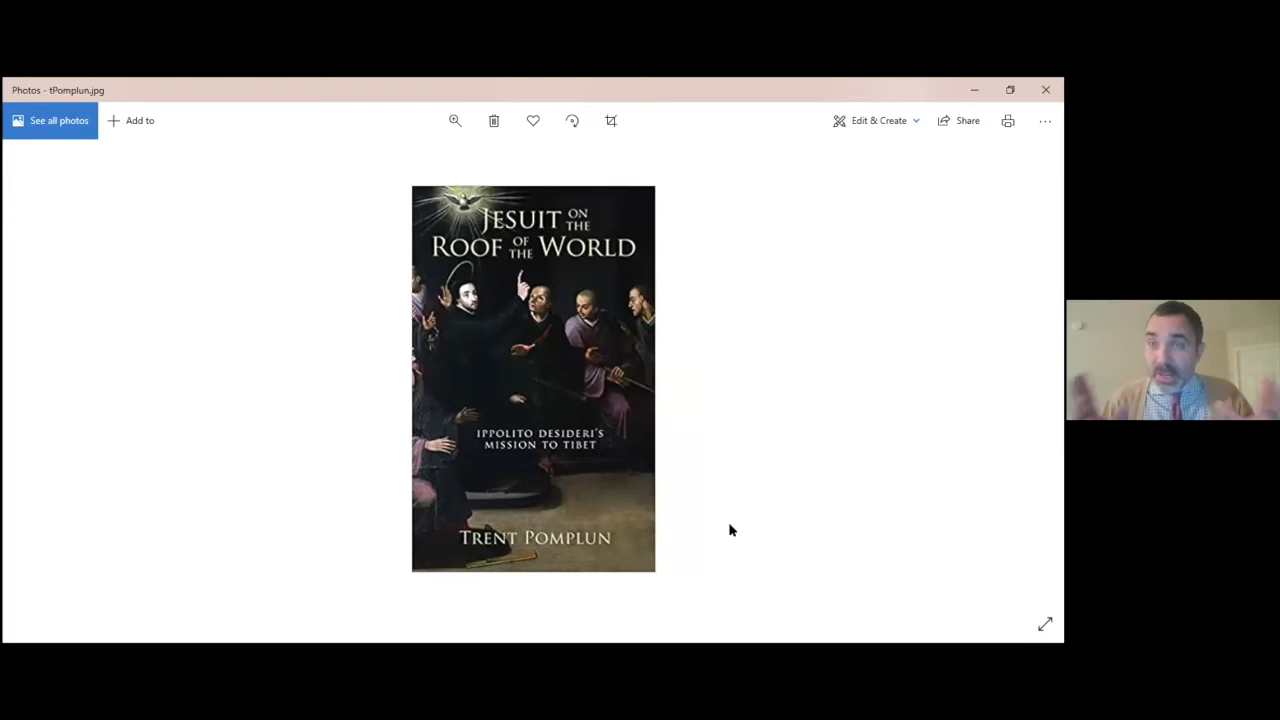 Photos - tPomplun.jpg
See all photos
Add to
Edit & Create
Share
JESUIT ON THE
ROOF OF THE WORLD
IPPOLITO DESIDERI'S
MISSION TO TIBET
TRENT POMPLUN